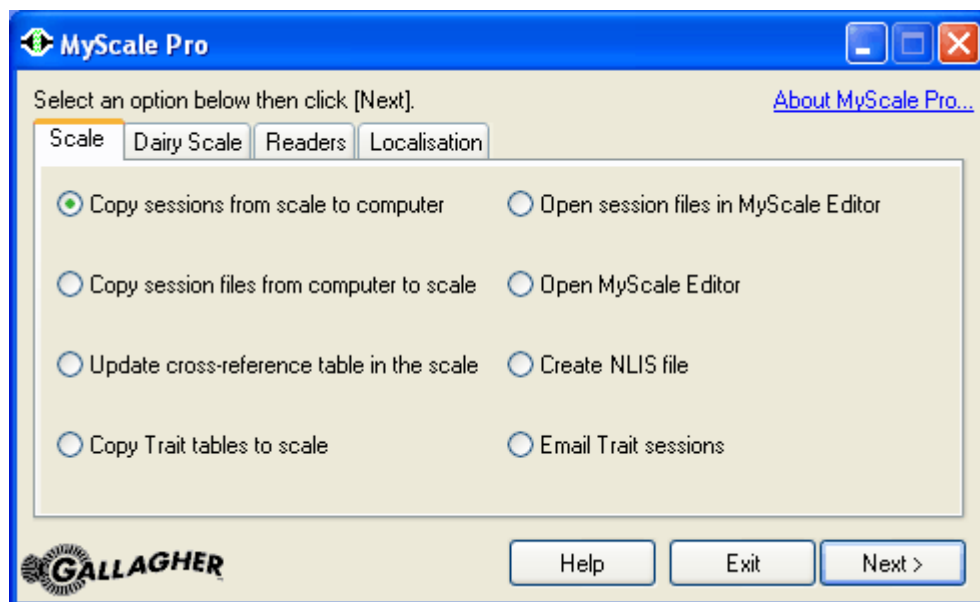 MyScale Pro
Select an option below then click [Next].
About MyScale Pro...
Scale
Dairy Scale
Readers
Localisation
Copy sessions from scale to computer
Open session files in MyScale Editor
Copy session files from computer to scale
Open MyScale Editor
Update cross-reference table in the scale
Create NLIS file
Copy Trait tables to scale
Email Trait sessions
GALLAGHER
Help
Exit
Next >